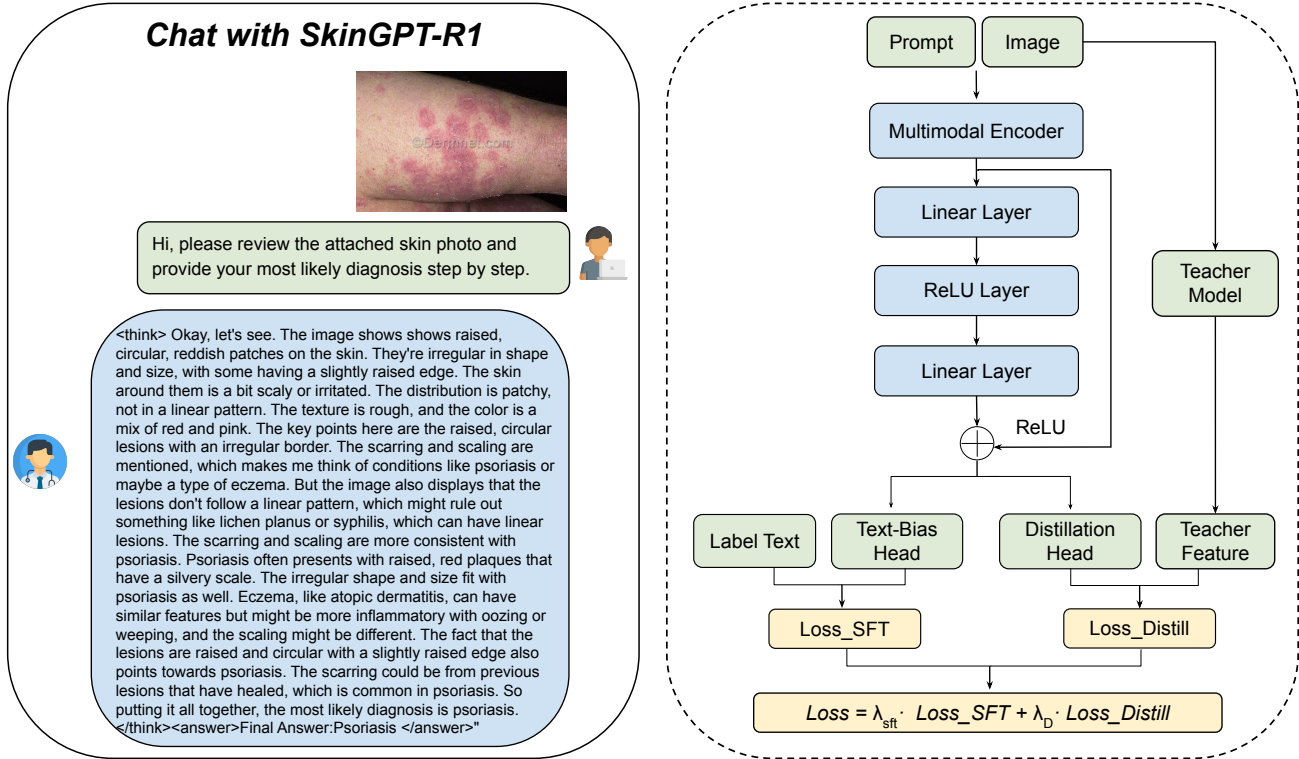 Chat with SkinGPT-R1
©Dermnet.com
Hi, please review the attached skin photo and
provide your most likely diagnosis step by step.
<think> Okay, let's see. The image shows shows raised,
circular, reddish patches on the skin. They're irregular in shape
and size, with some having a slightly raised edge. The skin
around them is a bit scaly or irritated. The distribution is patchy,
not in a linear pattern. The texture is rough, and the color is a
mix of red and pink. The key points here are the raised, circular
lesions with an irregular border. The scarring and scaling are
mentioned, which makes me think of conditions like psoriasis or
maybe a type of eczema. But the image also displays that the
lesions don't follow a linear pattern, which might rule out
something like lichen planus or syphilis, which can have linear
lesions. The scarring and scaling are more consistent with
psoriasis. Psoriasis often presents with raised, red plaques that
have a silvery scale. The irregular shape and size fit with
psoriasis as well. Eczema, like atopic dermatitis, can have
similar features but might be more inflammatory with oozing or
weeping, and the scaling might be different. The fact that the
lesions are raised and circular with a slightly raised edge also
points towards psoriasis. The scarring could be from previous
lesions that have healed, which is common in psoriasis. So
putting it all together, the most likely diagnosis is psoriasis.
</think><answer>Final Answer:Psoriasis </answer>"
Prompt
Image
Multimodal Encoder
Linear Layer
ReLU Layer
Linear Layer
ReLU
Teacher
Model
Label Text
Text-Bias
Head
Distillation
Head
Teacher
Feature
Loss_SFT
Loss_Distill
Loss = λsft· Loss_SFT + λD· Loss_Distill